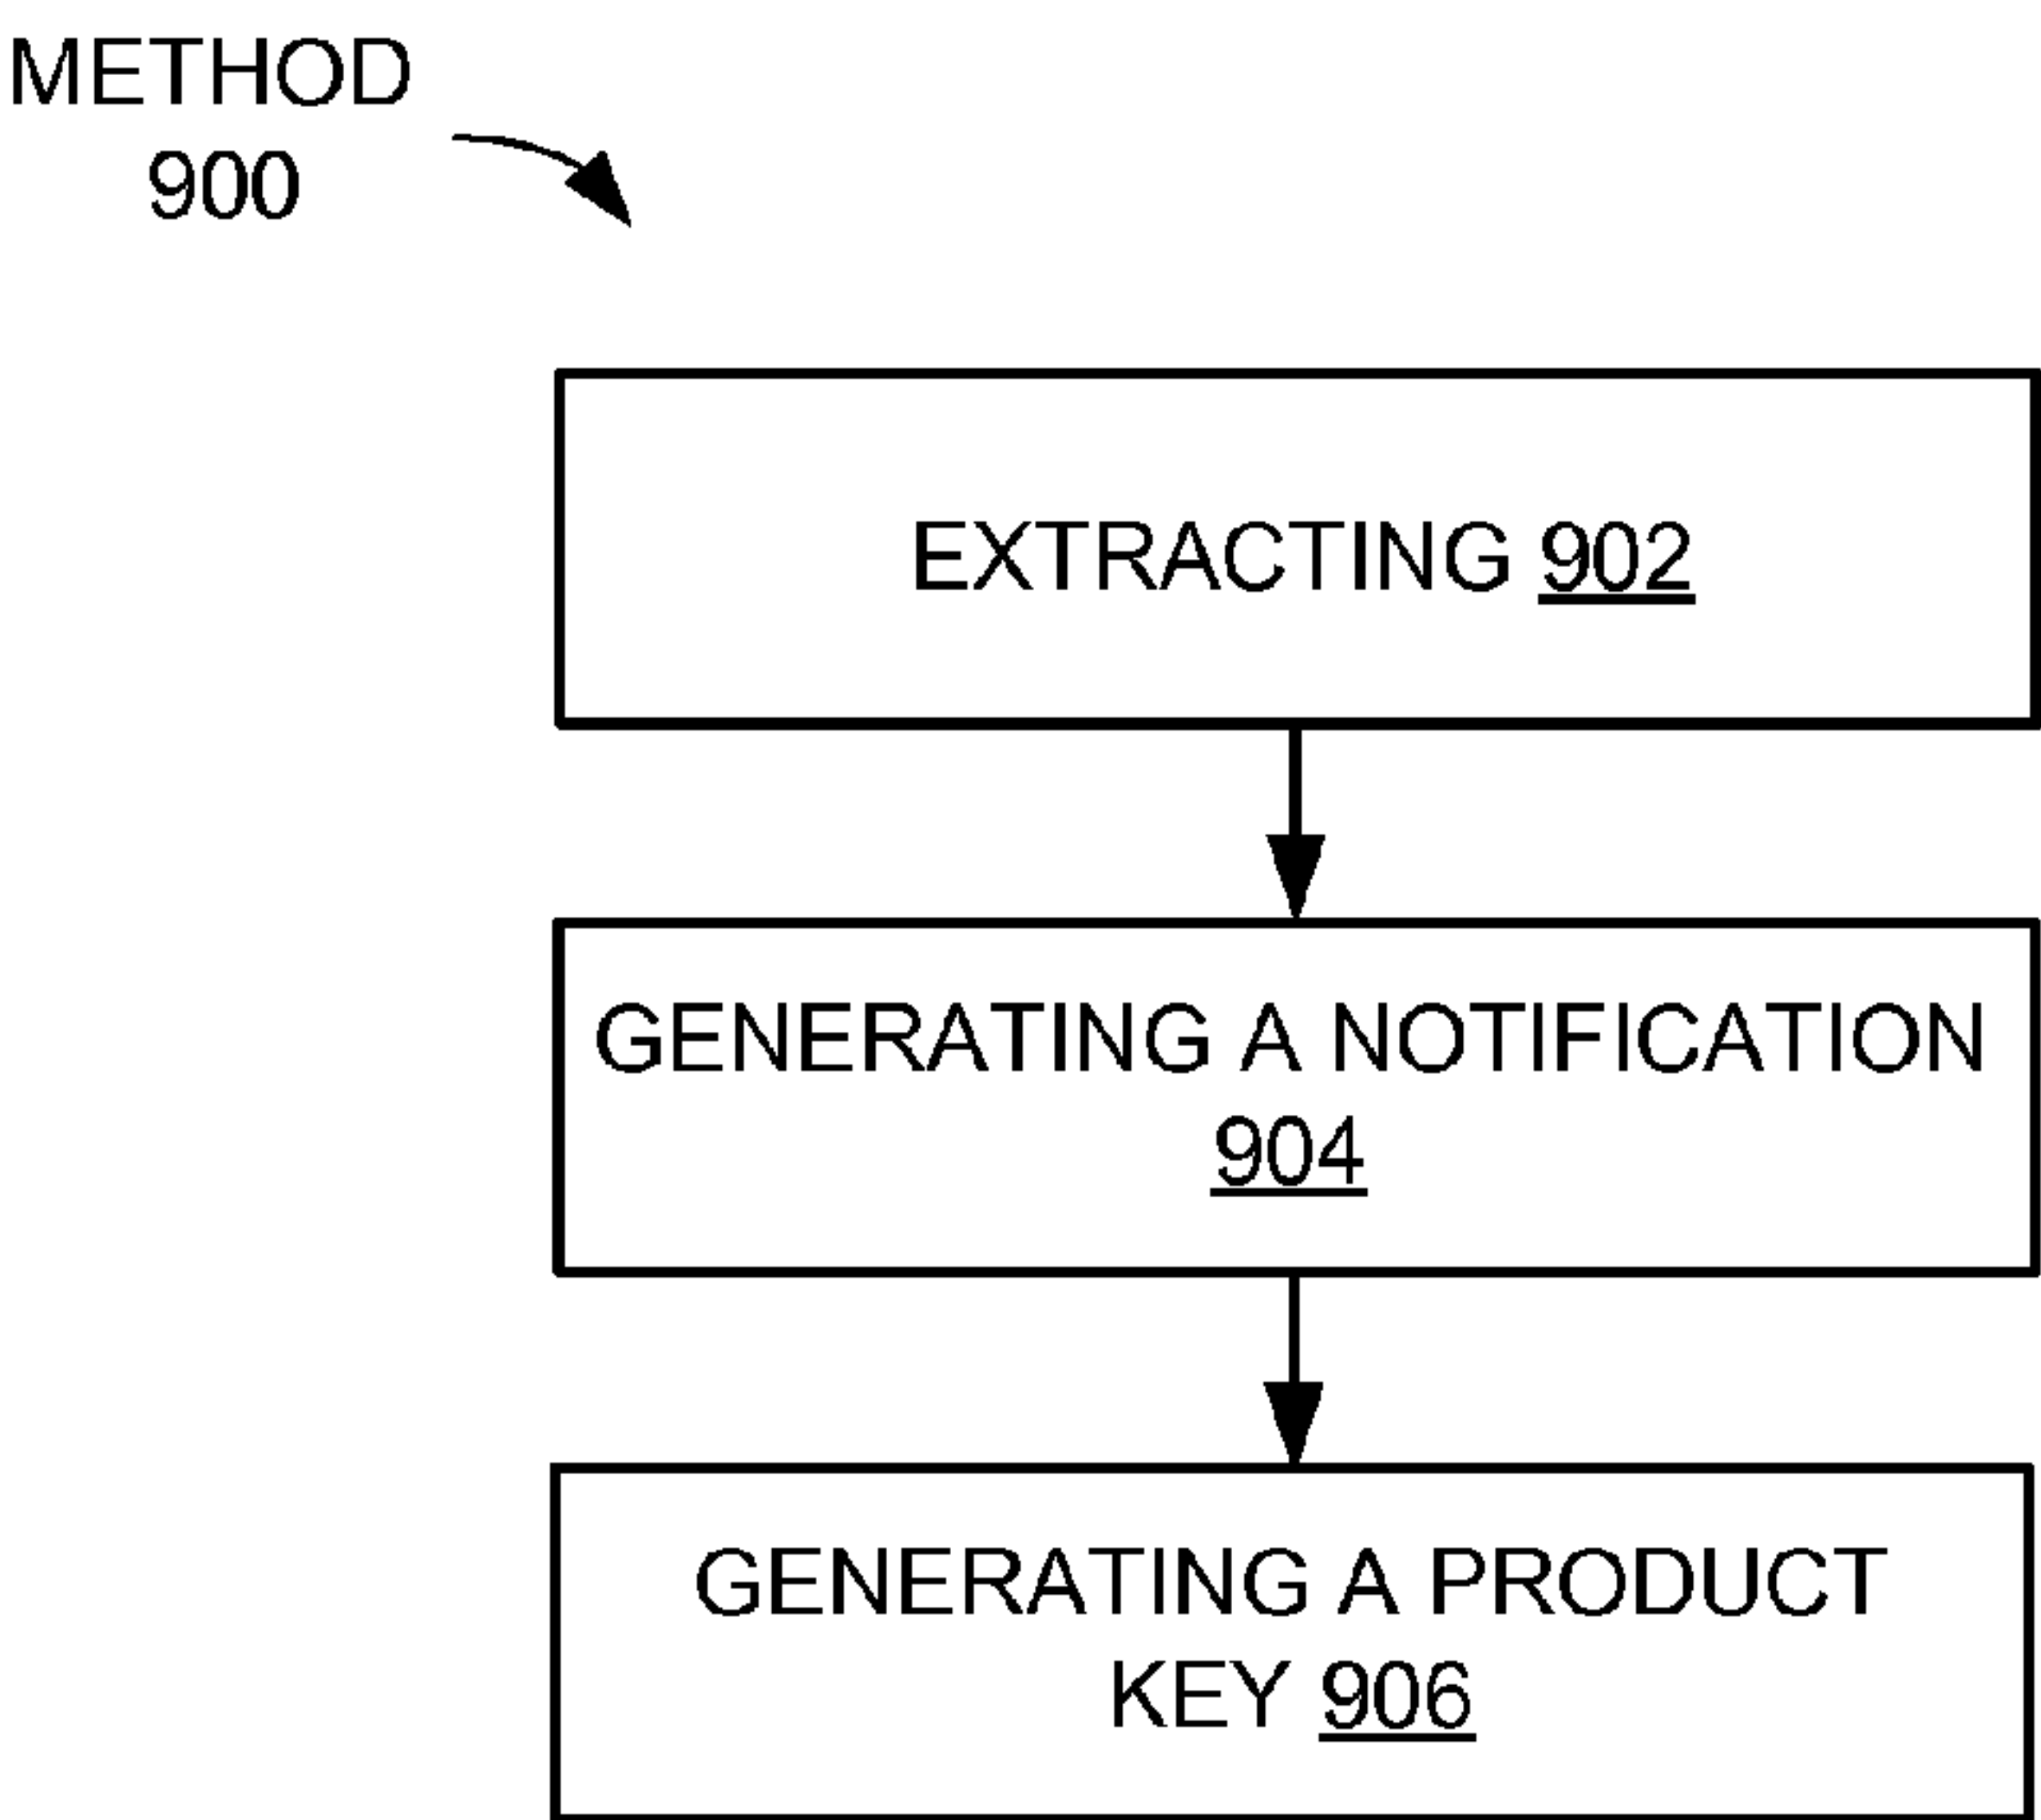 METHOD
900
EXTRACTING 902
GENERATING A NOTIFICATION
904
GENERATING A PRODUCT
KEY 906